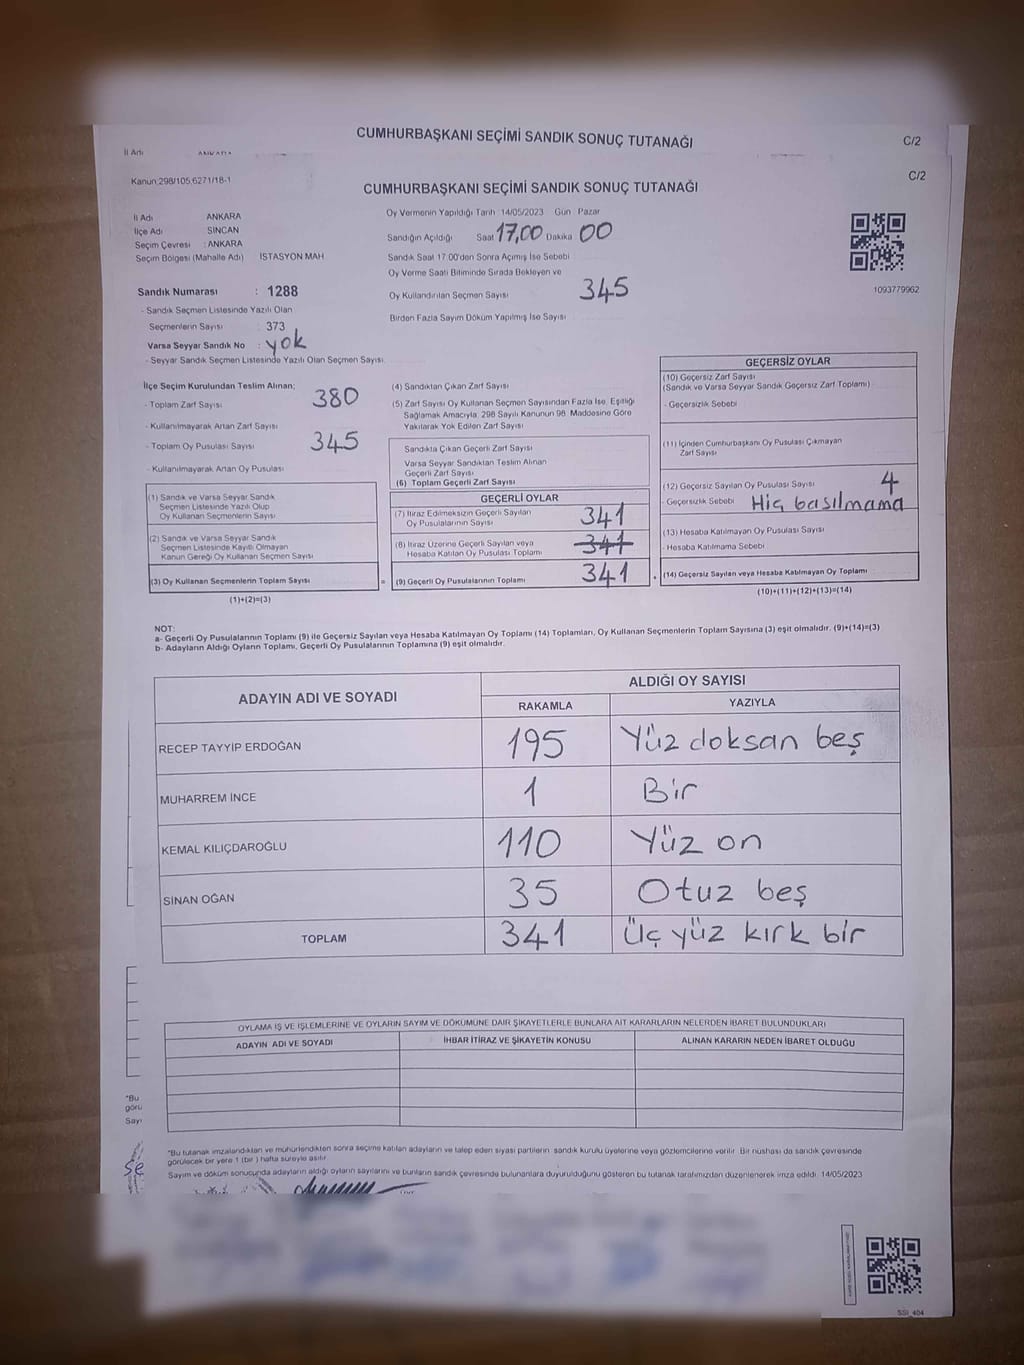 CUMHURBAŞKANI SEÇİMİ SANDIK SONUÇ TUTANAĞI
C/2
İl Adı ANKARA
Kanun:298/105,6271/18-1
CUMHURBAŞKANI SEÇİMİ SANDIK SONUÇ TUTANAĞI
C/2
İl Adı ANKARA
İlçe Adı SİNCAN
Seçim Çevresi : ANKARA
Seçim Bölgesi (Mahalle Adı) İSTASYON MAH
Sandık Numarası : 1288
- Sandık Seçmen Listesinde Yazılı Olan
Seçmenlerin Sayısı : 373
Varsa Seyyar Sandık No : yok
- Seyyar Sandık Seçmen Listesinde Yazılı Olan Seçmen Sayısı
Oy Vermenin Yapıldığı Tarih 14/05/2023 Gün Pazar
Sandığın Açıldığı Saat 17,00 Dakika 00
Sandık Saat 17:00'den Sonra Açılmış İse Sebebi
Oy Verme Saati Bitiminde Sırada Bekleyen ve
Oy Kullandırılan Seçmen Sayısı 345
Birden Fazla Sayım Döküm Yapılmış İse Sayısı
1093779962
İlçe Seçim Kurulundan Teslim Alınan;
- Toplam Zarf Sayısı 380
- Kullanılmayarak Artan Zarf Sayısı
- Toplam Oy Pusulası Sayısı 345
- Kullanılmayarak Artan Oy Pusulası
(4) Sandıktan Çıkan Zarf Sayısı
(5) Zarf Sayısı Oy Kullanan Seçmen Sayısından Fazla İse, Eşitliği
Sağlamak Amacıyla, 298 Sayılı Kanunun 98. Maddesine Göre
Yakılarak Yok Edilen Zarf Sayısı
Sandıkta Çıkan Geçerli Zarf Sayısı
Varsa Seyyar Sandıktan Teslim Alınan
Geçerli Zarf Sayısı
(6) Toplam Geçerli Zarf Sayısı
GEÇERSİZ OYLAR
(10) Geçersiz Zarf Sayısı
(Sandık ve Varsa Seyyar Sandık Geçersiz Zarf Toplamı)
- Geçersizlik Sebebi
(11) İçinden Cumhurbaşkanı Oy Pusulası Çıkmayan
Zarf Sayısı
(12) Geçersiz Sayılan Oy Pusulası Sayısı 4
- Geçersizlik Sebebi Hiç basılmama
(13) Hesaba Katılmayan Oy Pusulası Sayısı
- Hesaba Katılmama Sebebi
(14) Geçersiz Sayılan veya Hesaba Katılmayan Oy Toplamı
(10)+(11)+(12)+(13)=(14)
(1) Sandık ve Varsa Seyyar Sandık
Seçmen Listesinde Yazılı Olup
Oy Kullanan Seçmenlerin Sayısı
(2) Sandık ve Varsa Seyyar Sandık
Seçmen Listesinde Kayıtlı Olmayan
Kanun Gereği Oy Kullanan Seçmen Sayısı
(3) Oy Kullanan Seçmenlerin Toplam Sayısı =
(1)+(2)=(3)
GEÇERLİ OYLAR
(7) İtiraz Edilmeksizin Geçerli Sayılan
Oy Pusulalarının Sayısı 341
(8) İtiraz Üzerine Geçerli Sayılan veya
Hesaba Katılan Oy Pusulası Toplamı 341
(9) Geçerli Oy Pusulalarının Toplamı 341
NOT:
a- Geçerli Oy Pusulalarının Toplamı (9) ile Geçersiz Sayılan veya Hesaba Katılmayan Oy Toplamı (14) Toplamları, Oy Kullanan Seçmenlerin Toplam Sayısına (3) eşit olmalıdır. (9)+(14)=(3)
b- Adayların Aldığı Oyların Toplamı, Geçerli Oy Pusulalarının Toplamına (9) eşit olmalıdır.
ADAYIN ADI VE SOYADI
ALDIĞI OY SAYISI
RAKAMLA YAZIYLA
RECEP TAYYİP ERDOĞAN 195 Yüz doksan beş
MUHARREM İNCE 1 Bir
KEMAL KILIÇDAROĞLU 110 Yüz on
SİNAN OĞAN 35 Otuz beş
TOPLAM 341 Üç yüz kırk bir
OYLAMA İŞ VE İŞLEMLERİNE VE OYLARIN SAYIM VE DÖKÜMÜNE DAİR ŞİKAYETLERLE BUNLARA AİT KARARLARIN NELERDEN İBARET BULUNDUKLARI
ADAYIN ADI VE SOYADI İHBAR İTİRAZ VE ŞİKAYETİN KONUSU ALINAN KARARIN NEDEN İBARET OLDUĞU
"Bu
görü
Sayı
"Bu tutanak imzalandıktan ve mühürlendikten sonra seçime katılan adayların ve talep eden siyasi partilerin sandık kurulu üyelerine veya gözlemcilerine verilir. Bir nüshası da sandık çevresinde
görülecek bir yere 1 (bir) hafta süreyle asılır.
Sayım ve döküm sonucunda adayların aldığı oyların sayılarını ve bunların sandık çevresinde bulunanlara duyurulduğunu gösteren bu tutanak tarafımızdan düzenlenerek imza edildi. 14/05/2023
SSI_404